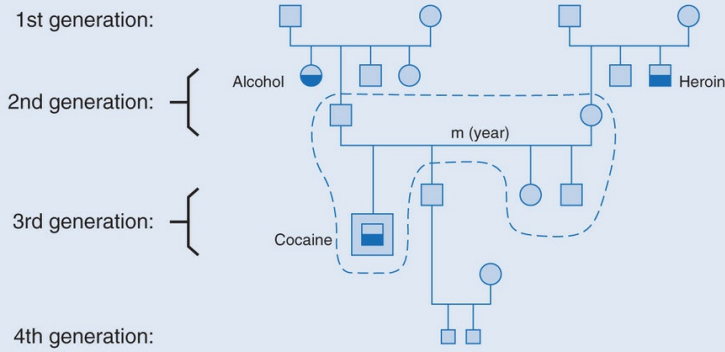 1st generation:
Alcohol
Heroin
2nd generation:
m (year)
3rd generation:
Cocaine
4th generation: